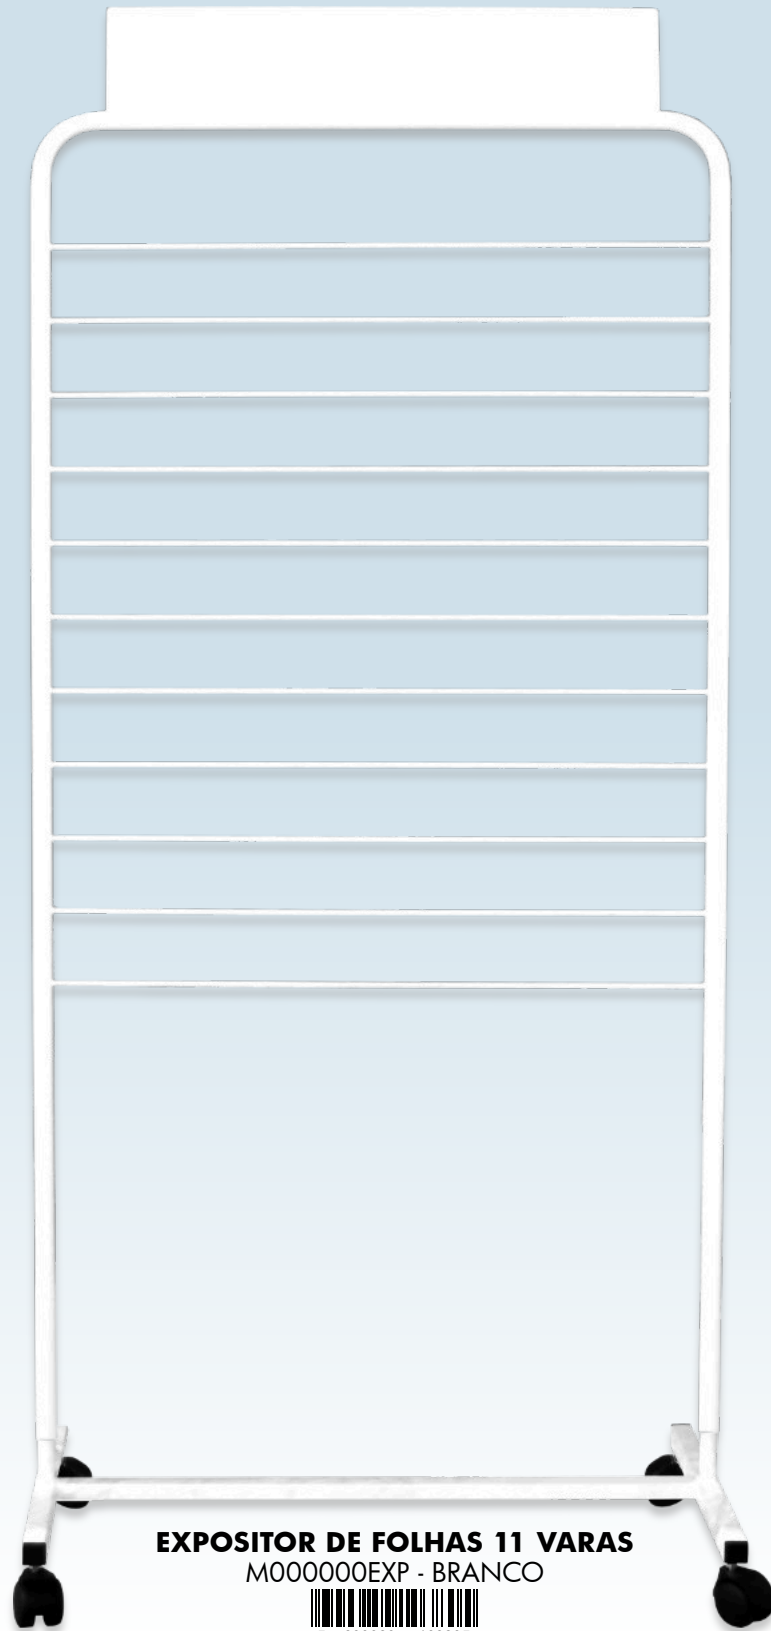 EXPOSITOR DE FOLHAS 11 VARAS
M000000EXP - BRANCO